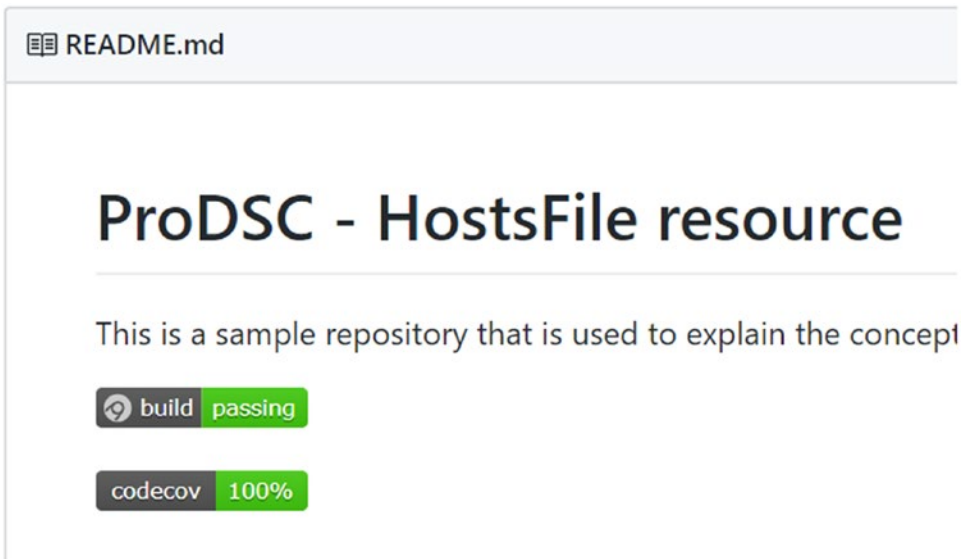 README.md
ProDSC - HostsFile resource
This is a sample repository that is used to explain the concept
build passing
codecov 100%